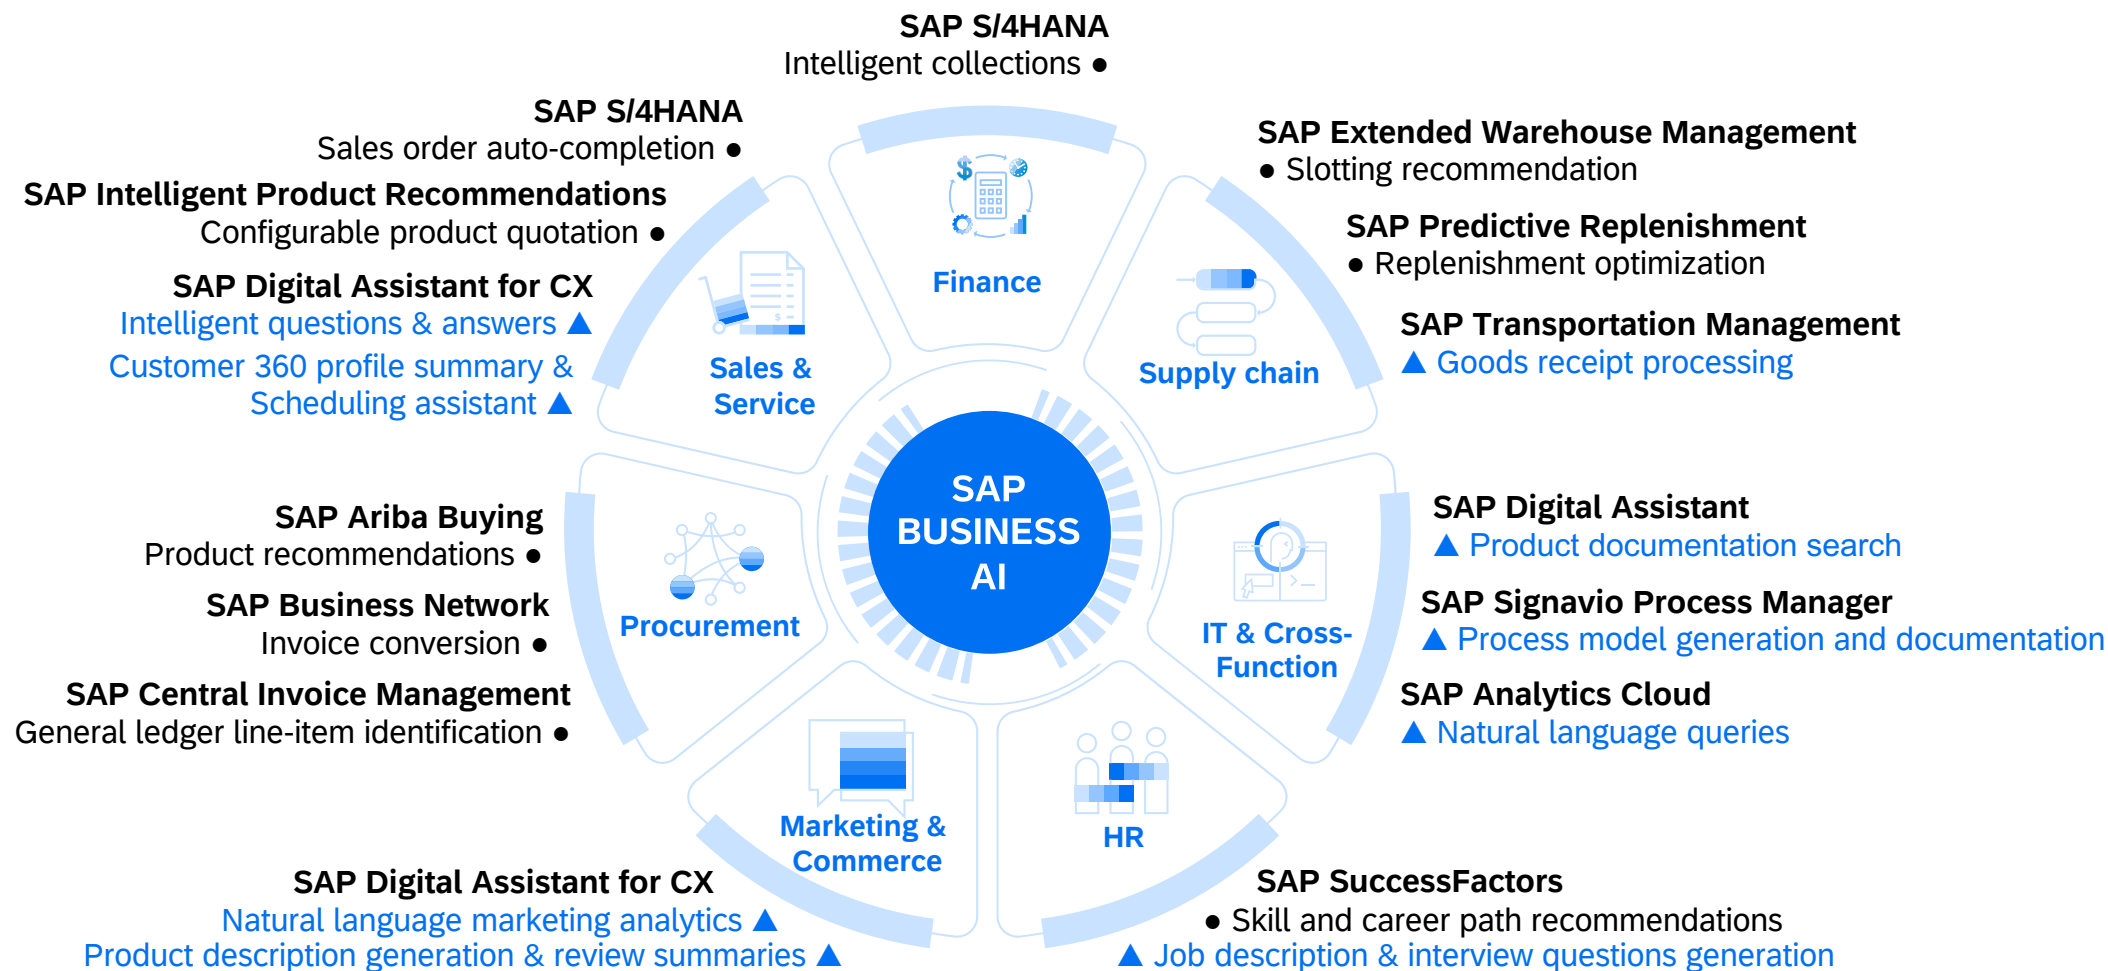 SAP S/4HANA
Intelligent collections ●
SAP S/4HANA
Sales order auto-completion ●
SAP Intelligent Product Recommendations
Configurable product quotation ●
SAP Digital Assistant for CX
Intelligent questions & answers ▲
Customer 360 profile summary &
Scheduling assistant ▲
SAP Extended Warehouse Management
● Slotting recommendation
SAP Predictive Replenishment
● Replenishment optimization
SAP Transportation Management
▲ Goods receipt processing
Finance
Sales &
Service
Supply chain
SAP
BUSINESS
AI
SAP Ariba Buying
Product recommendations ●
SAP Business Network
Invoice conversion ●
SAP Central Invoice Management
General ledger line-item identification ●
Procurement
IT & Cross-
Function
SAP Digital Assistant
▲ Product documentation search
SAP Signavio Process Manager
▲ Process model generation and documentation
SAP Analytics Cloud
▲ Natural language queries
Marketing &
Commerce
HR
SAP Digital Assistant for CX
Natural language marketing analytics ▲
Product description generation & review summaries ▲
SAP SuccessFactors
● Skill and career path recommendations
▲ Job description & interview questions generation